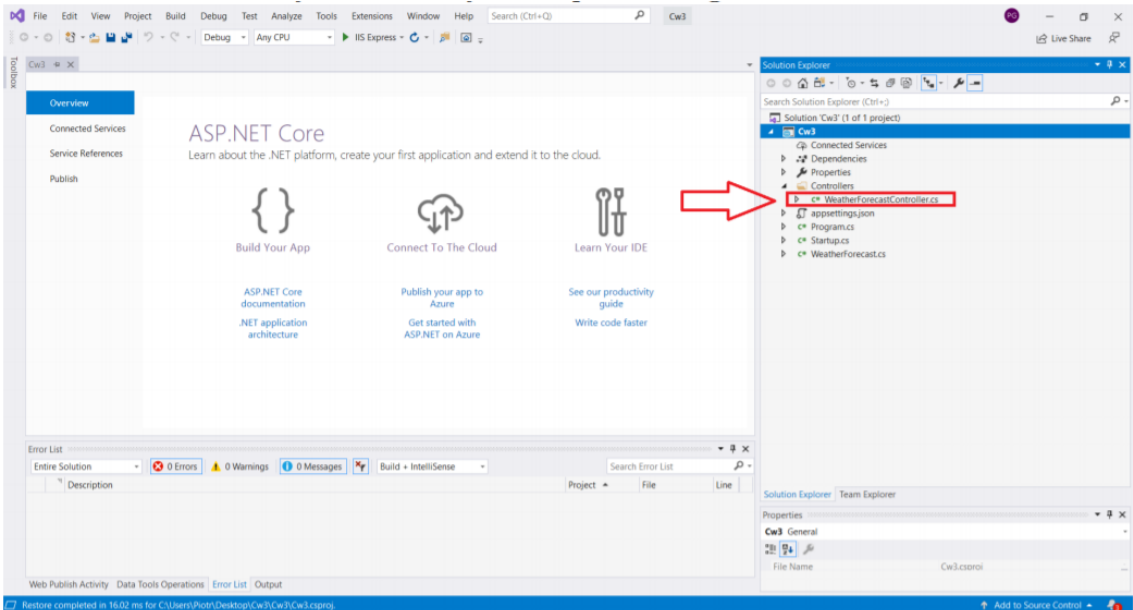 File Edit View Project Build Debug Test Analyze Tools Extensions Window Help Search (Ctrl+Q) Cw3 PG
Debug Any CPU IIS Express Live Share
Toolbox
Cw3
Overview
Connected Services
Service References
Publish
ASP.NET Core
Learn about the .NET platform, create your first application and extend it to the cloud.
Build Your App
Connect To The Cloud
Learn Your IDE
ASP.NET Core
documentation
.NET application
architecture
Publish your app to
Azure
Get started with
ASP.NET on Azure
See our productivity
guide
Write code faster
Solution Explorer
Search Solution Explorer (Ctrl+;)
Solution 'Cw3' (1 of 1 project)
Cw3
Connected Services
Dependencies
Properties
Controllers
C# WeatherForecastController.cs
appsettings.json
C# Program.cs
C# Startup.cs
C# WeatherForecast.cs
Solution Explorer Team Explorer
Properties
Cw3 General
File Name Cw3.csproj
Error List
Entire Solution 0 Errors 0 Warnings 0 Messages Build + IntelliSense Search Error List
Description Project File Line
Web Publish Activity Data Tools Operations Error List Output
Restore completed in 16.02 ms for C:\Users\Piotr\Desktop\Cw3\Cw3\Cw3.csproj. Add to Source Control